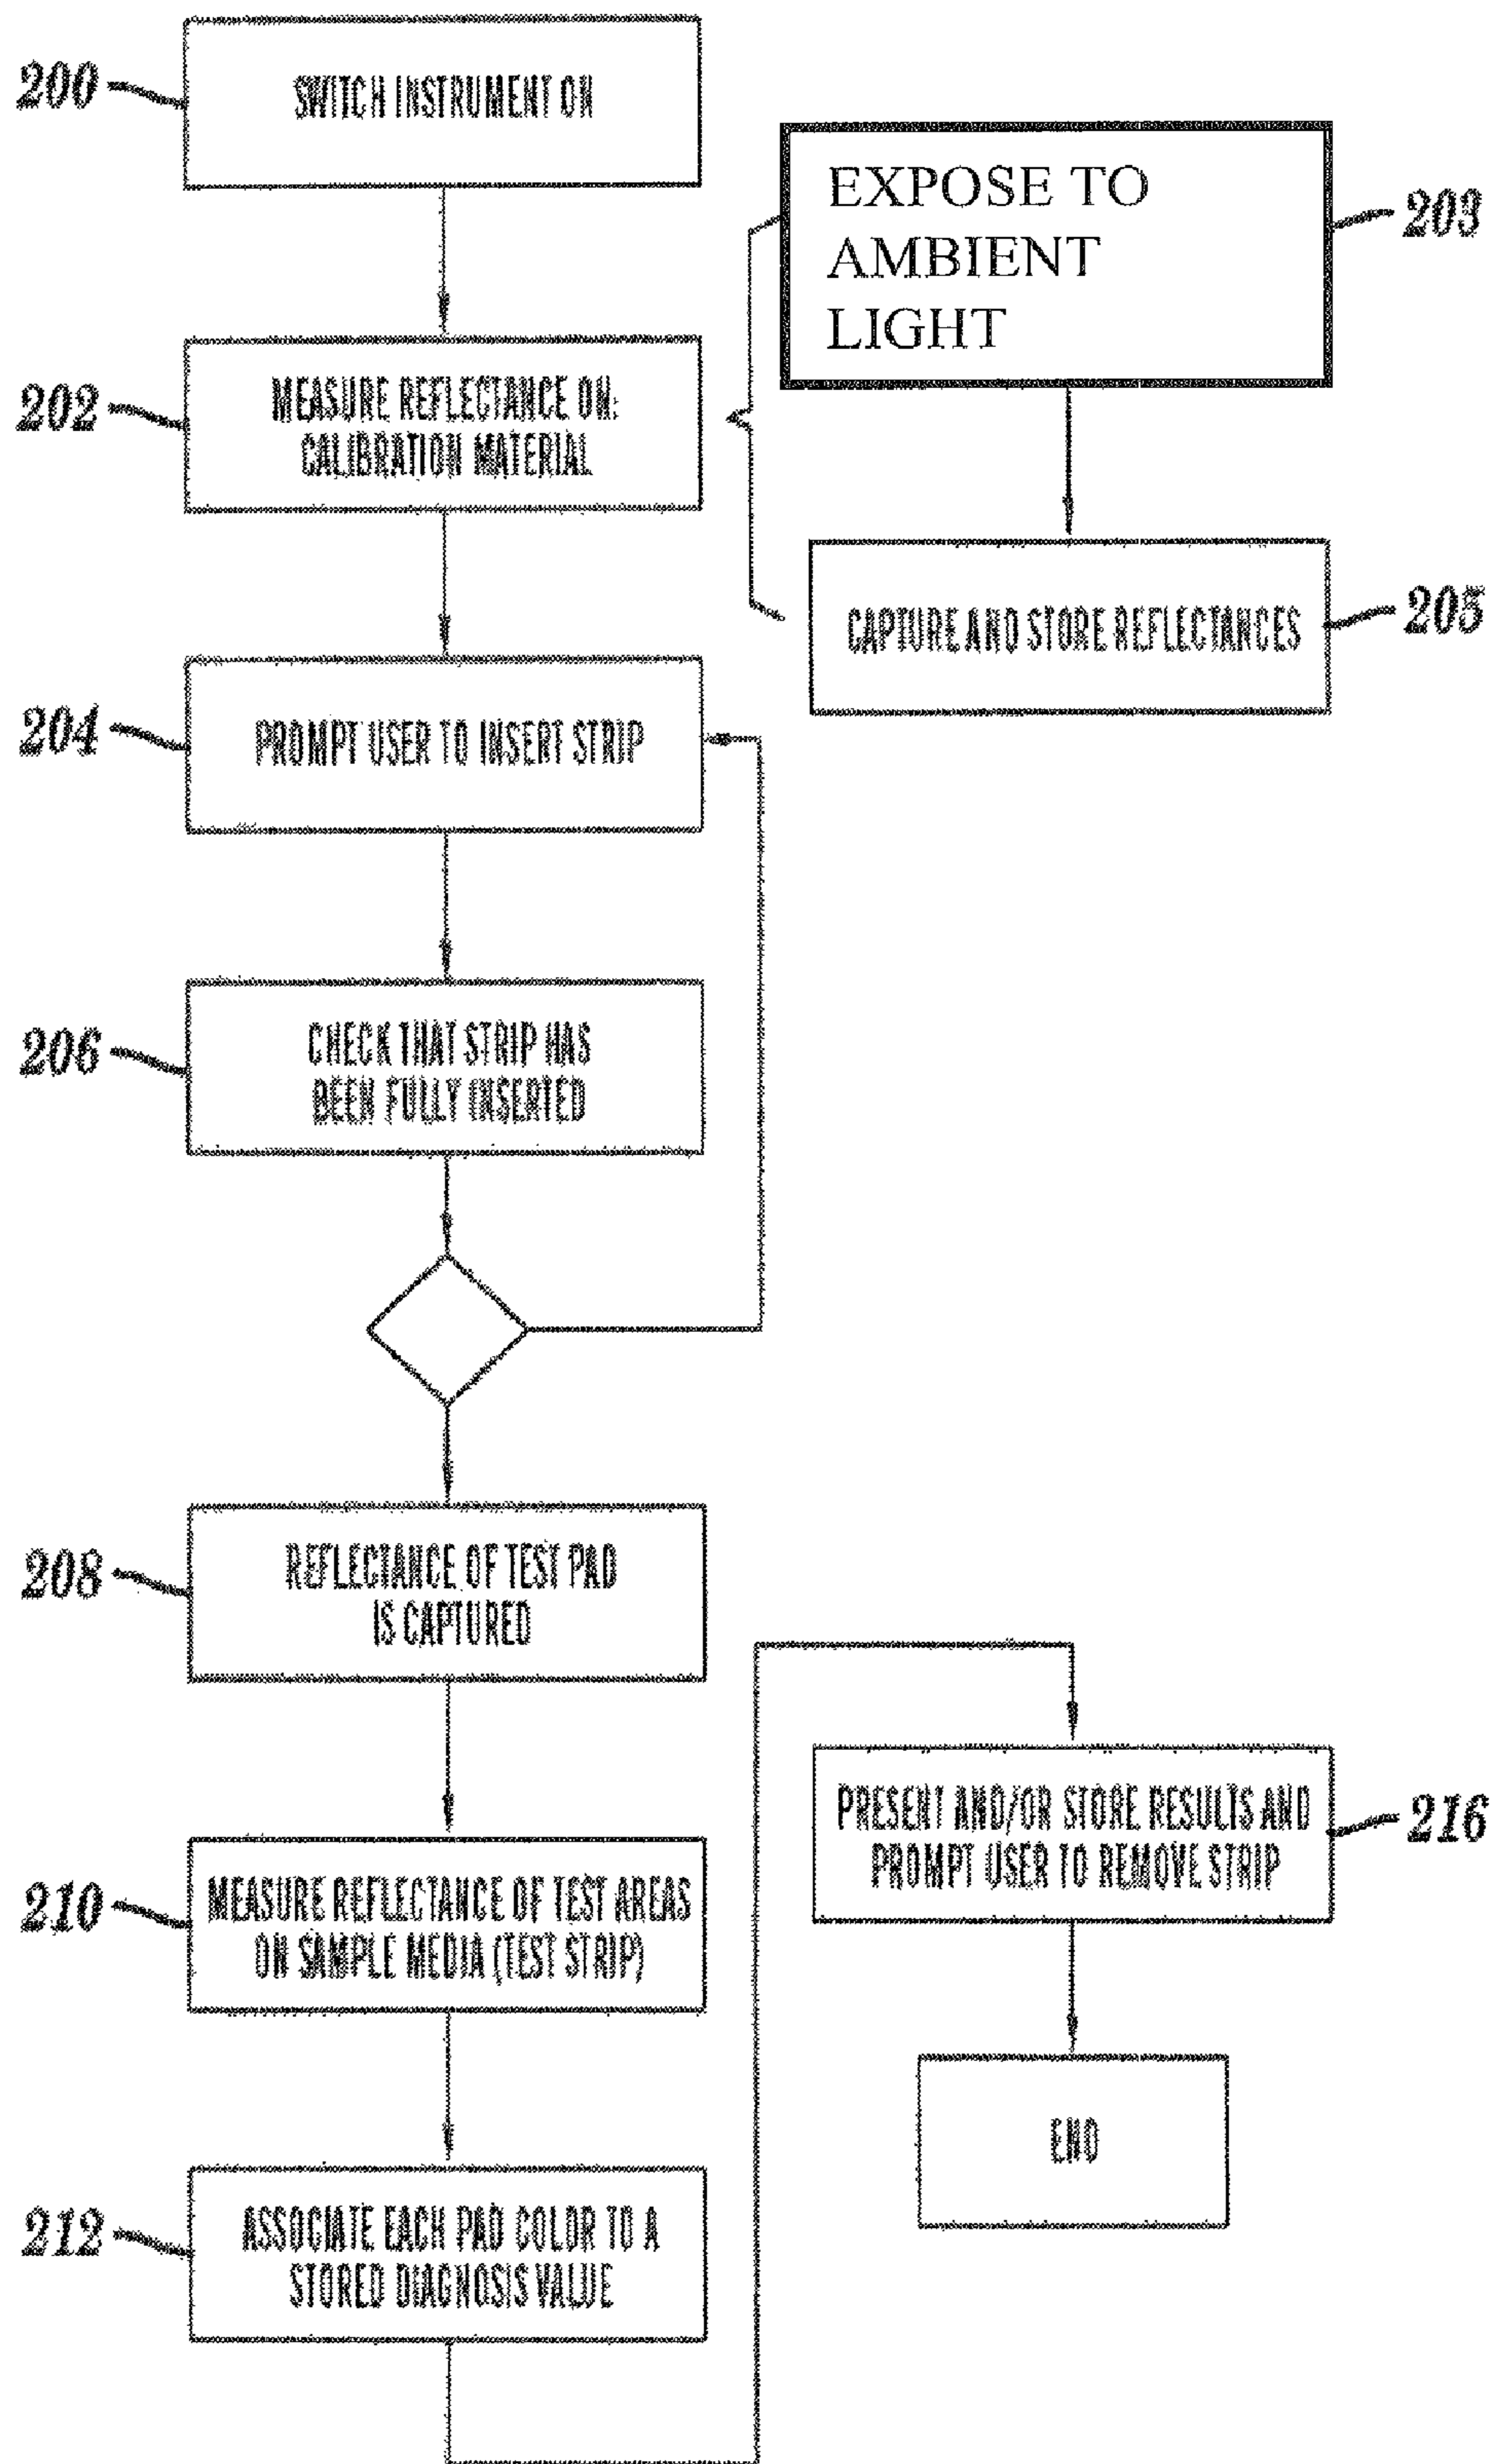 200
SWITCH INSTRUMENT ON
EXPOSE TO
AMBIENT
LIGHT
203
202
MEASURE REFLECTANCE ON:
CALIBRATION MATERIAL
CAPTURE AND STORE REFLECTANCES
205
204
PROMPT USER TO INSERT STRIP
206
CHECK THAT STRIP HAS
BEEN FULLY INSERTED
208
REFLECTANCE OF TEST PAD
IS CAPTURED
210
MEASURE REFLECTANCE OF TEST AREAS
ON SAMPLE MEDIA (TEST STRIP)
212
ASSOCIATE EACH PAD COLOR TO A
STORED DIAGNOSIS VALUE
PRESENT AND/OR STORE RESULTS AND
PROMPT USER TO REMOVE STRIP
216
END